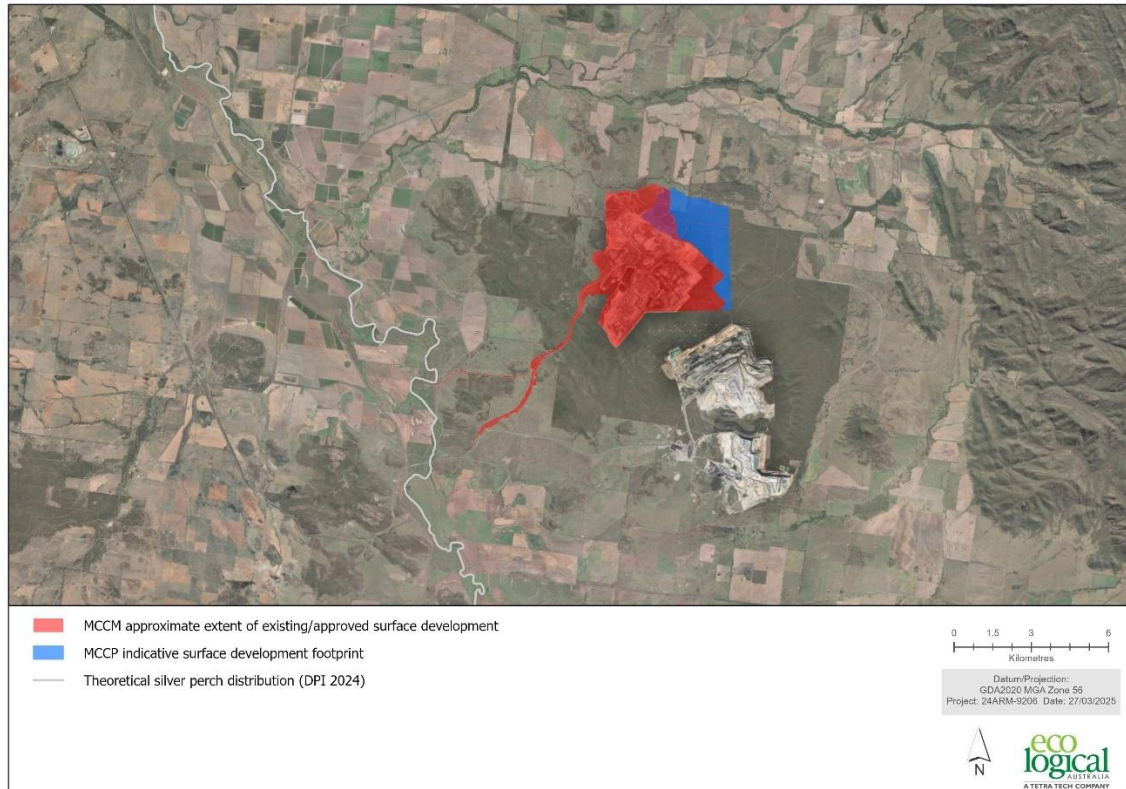 MCCM approximate extent of existing/approved surface development
MCCP indicative surface development footprint
Theoretical silver perch distribution (DPI 2024)
0 1.5 3 6
Kilometres
Datum/Projection:
GDA2020 MGA Zone 56
Project: 24ARM-9206 Date: 27/03/2025
N
eco
logical
AUSTRALIA
A TETRA TECH COMPANY